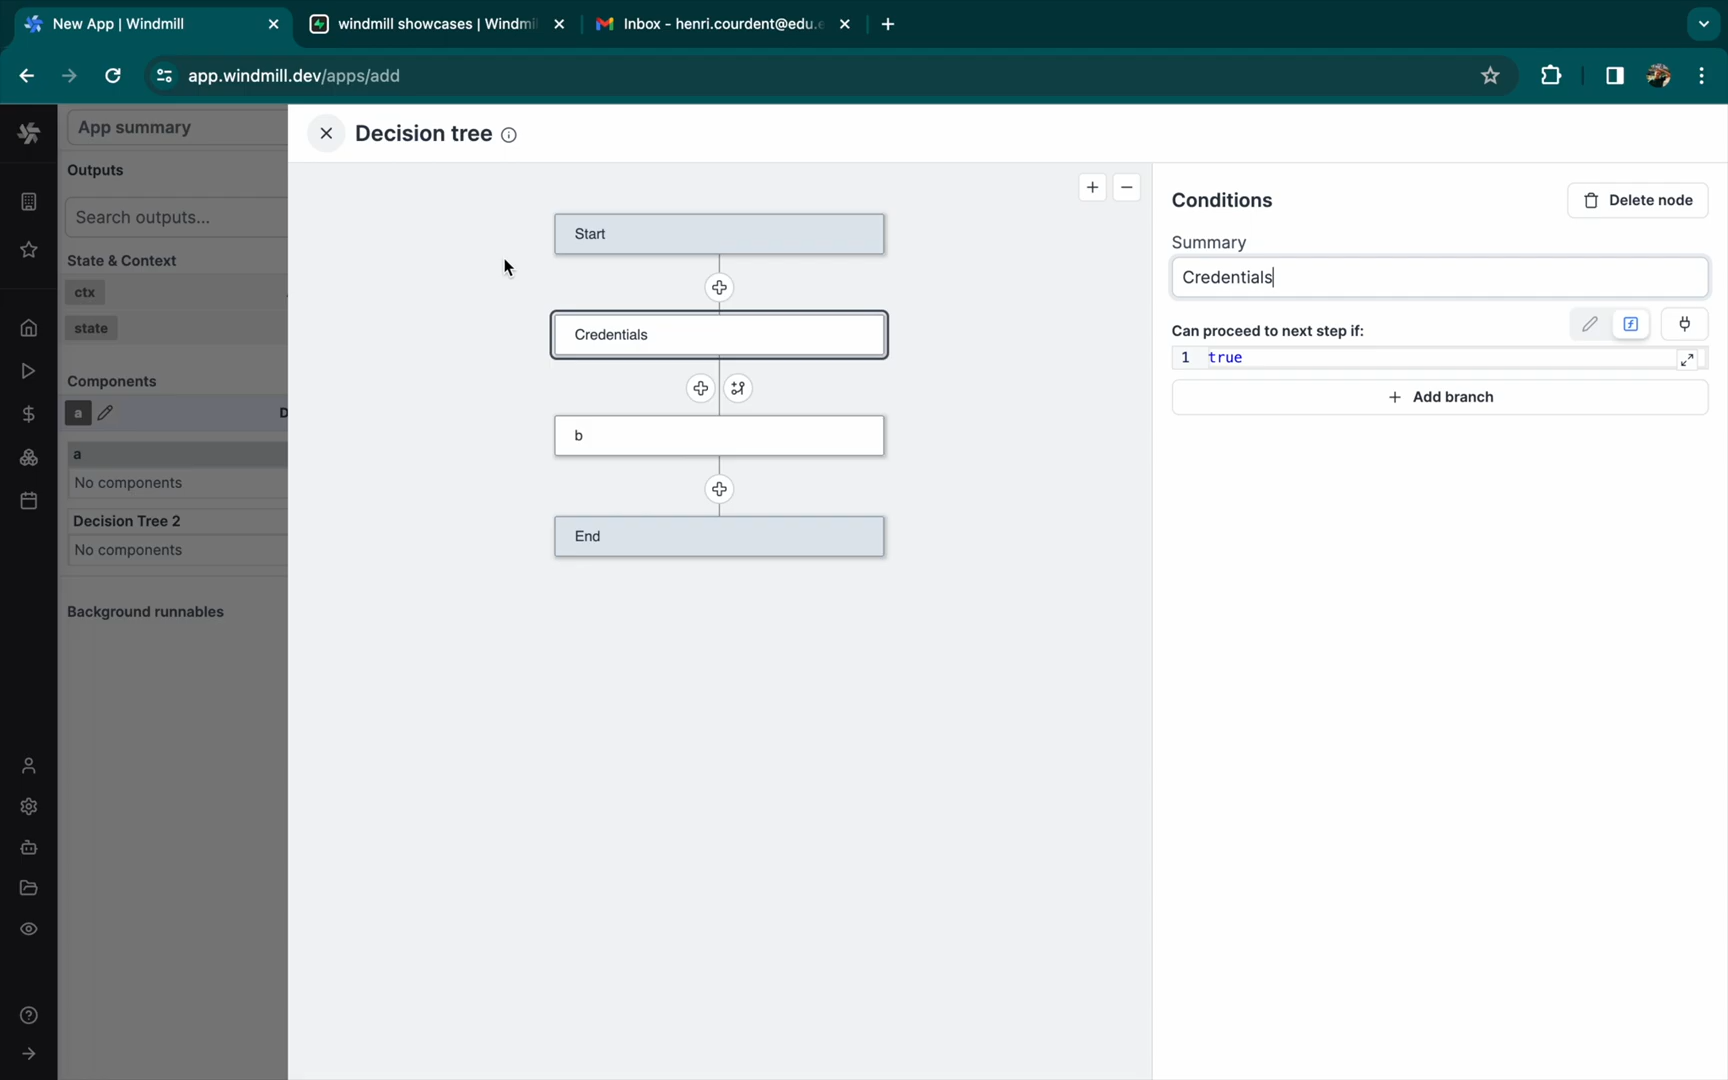 New App | Windmill
windmill showcases | Windmi
Inbox - henri.courdent@edu.e
app.windmill.dev/apps/add
App summary
Decision tree
Outputs
Search outputs...
State & Context
ctx
state
Components
a
D
a
No components
Decision Tree 2
No components
Background runnables
Start
Credentials
b
End
Conditions
Delete node
Summary
Credentials
Can proceed to next step if:
1 true
+ Add branch